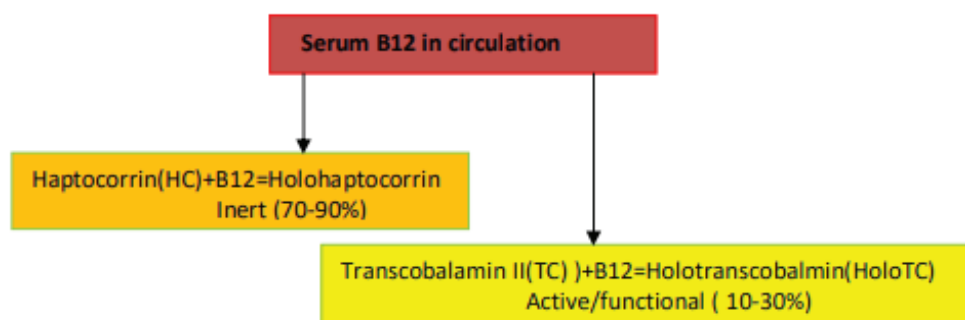 Serum B12 in circulation
Haptocorrin(HC)+B12=Holohaptocorrin
Inert (70-90%)
Transcobalamin II(TC) )+B12=Holotranscobalmin(HoloTC)
Active/functional ( 10-30%)